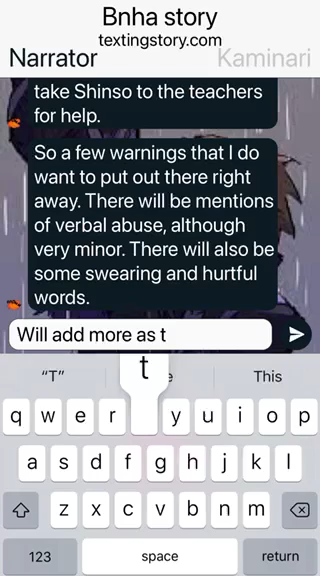 Bnha story
textingstory.com
Narrator Kaminari
take Shinso to the teachers
for help.
So a few warnings that I do
want to put out there right
away. There will be mentions
of verbal abuse, although
very minor. There will also be
some swearing and hurtful
words.
Will add more as t
t
“T” e This
q w e r y u i o p
a s d f g h j k l
z x c v b n m
123 space return